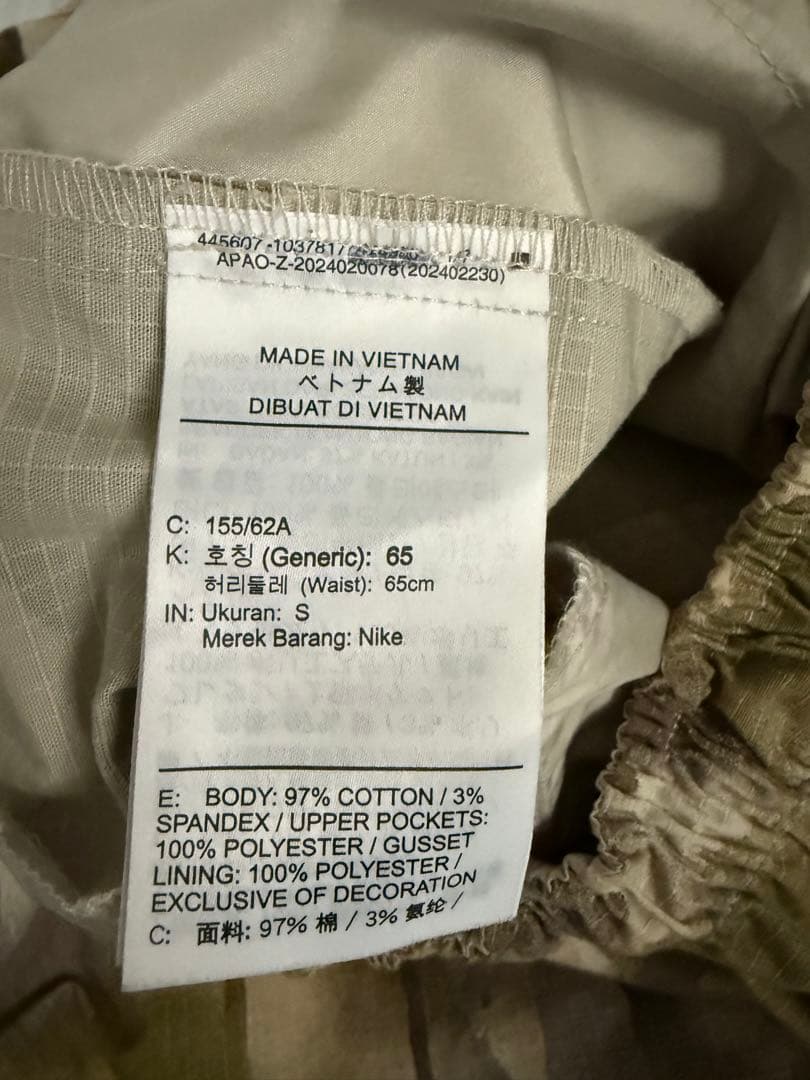 445607-1037817
APAO-Z-2024020078(202402230)
MADE IN VIETNAM
ベトナム製
DIBUAT DI VIETNAM
C: 155/62A
K: 호칭 (Generic): 65
허리둘레 (Waist): 65cm
IN: Ukuran: S
Merek Barang: Nike
E: BODY: 97% COTTON / 3%
SPANDEX / UPPER POCKETS:
100% POLYESTER / GUSSET
LINING: 100% POLYESTER /
EXCLUSIVE OF DECORATION
C: 面料: 97% 棉 / 3% 氨纶 /